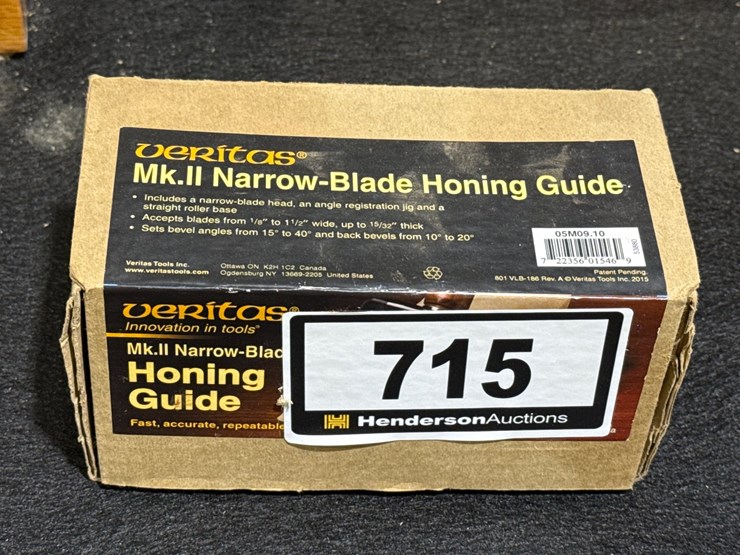 veritas®
Mk.II Narrow-Blade Honing Guide
• Includes a narrow-blade head, an angle registration jig and a
straight roller base
• Accepts blades from 1/8" to 1 1/2" wide, up to 15/32" thick
• Sets bevel angles from 15° to 40° and back bevels from 10° to 20°
05M09.10
53880
7 22356 01546 9
Veritas Tools Inc.
www.veritastools.com
Ottawa ON K2H 1C2 Canada
Ogdensburg NY 13669-2205 United States
Patent Pending.
801 VLB-186 Rev. A © Veritas Tools Inc. 2015
veritas
Innovation in tools®
Mk.II Narrow-Blad
Honing
Guide
Fast, accurate, repeatable
715
HendersonAuctions